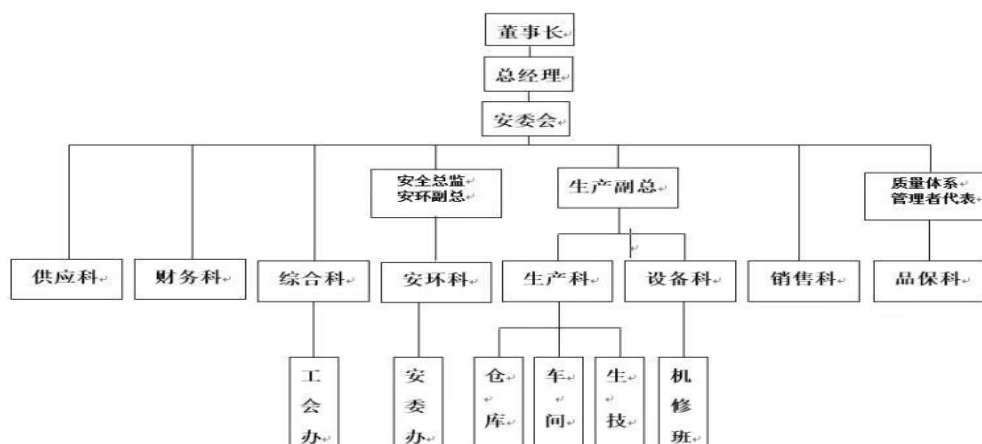 董事长
总经理
安委会
安全总监
安环副总
生产副总
质量体系
管理者代表
供应科
财务科
综合科
安环科
生产科
设备科
销售科
品保科
工会办
安委办
仓库
车间
生技
机修班